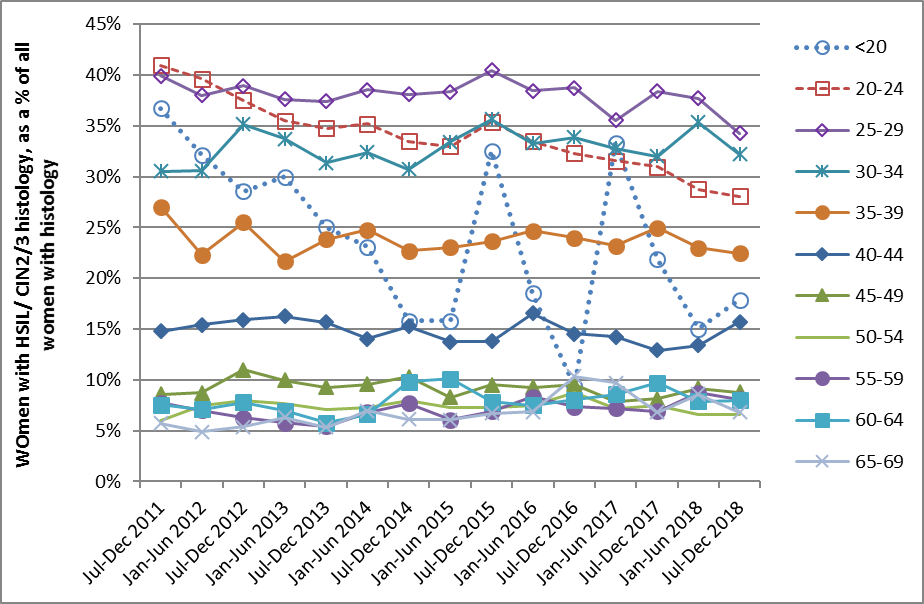 WOmen with HSIL/ CIN2/3 histology, as a % of all
women with histology
45%
40%
35%
30%
25%
20%
15%
10%
5%
0%
Jul-Dec 2011
Jan-Jun 2012
Jul-Dec 2012
Jan-Jun 2013
Jul-Dec 2013
Jan-Jun 2014
Jul-Dec 2014
Jan-Jun 2015
Jul-Dec 2015
Jan-Jun 2016
Jul-Dec 2016
Jan-Jun 2017
Jul-Dec 2017
Jan-Jun 2018
Jul-Dec 2018
<20
20-24
25-29
30-34
35-39
40-44
45-49
50-54
55-59
60-64
65-69